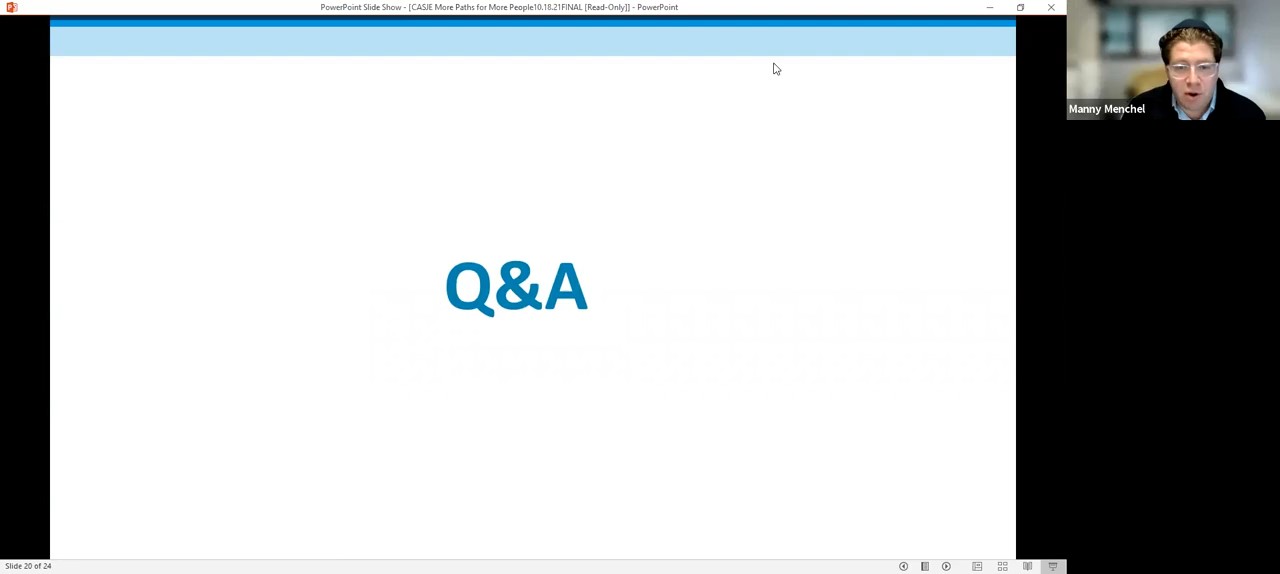 PowerPoint Slide Show - [CASJE More Paths for More People10.18.21FINAL [Read-Only]] - PowerPoint
Manny Menchel
Q&A
Slide 20 of 24